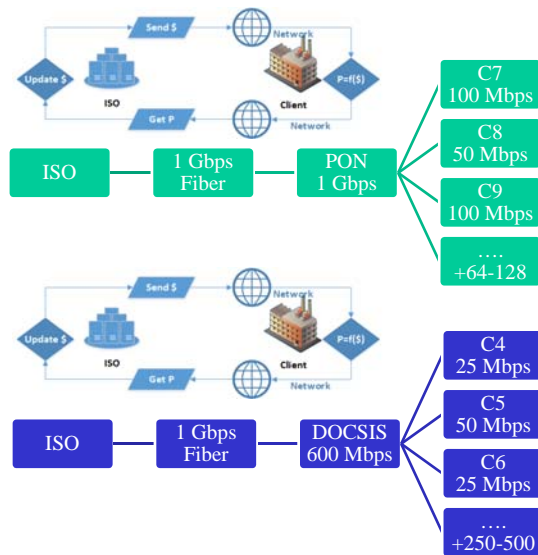 Send $
Network
Update $
ISO
Client
P=f($)
Get P
Network
ISO
1 Gbps
Fiber
PON
1 Gbps
C7
100 Mbps
C8
50 Mbps
C9
100 Mbps
….
+64-128
Send $
Network
Update $
ISO
Client
P=f($)
Get P
Network
ISO
1 Gbps
Fiber
DOCSIS
600 Mbps
C4
25 Mbps
C5
50 Mbps
C6
25 Mbps
….
+250-500